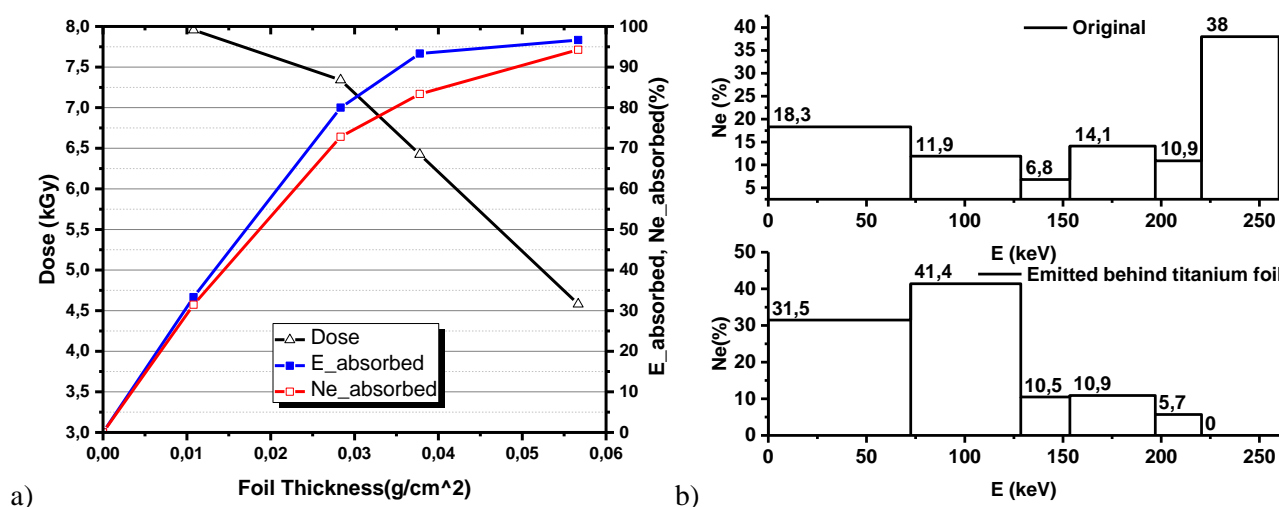 8,0
7,5
7,0
6,5
6,0
5,5
5,0
4,5
4,0
3,5
3,0
Dose (kGy)
100
90
80
70
60
50
40
30
20
10
0
E_absorbed, Ne_absorbed(%)
Dose
E_absorbed
Ne_absorbed
0,00 0,01 0,02 0,03 0,04 0,05 0,06
Foil Thickness(g/cm^2)
a)
Original
40
35
30
25
20
15
10
5
Ne (%)
18,3 11,9 6,8 14,1 10,9 38
0 50 100 150 200 250
E (keV)
Emitted behind titanium foil
50
40
30
20
10
0
Ne(%)
31,5 41,4 10,5 10,9 5,7 0
0 50 100 150 200 250
E (keV)
b)